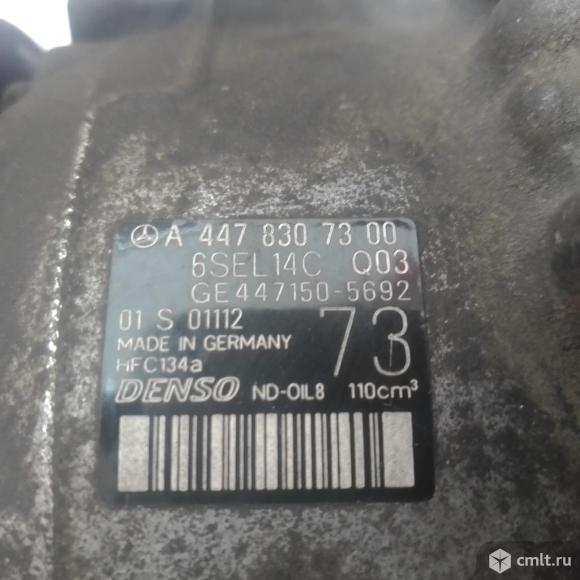 A 447 830 73 00
6SEL14C Q03
GE447150-5692
01 S 01112
73
MADE IN GERMANY
HFC134a
DENSO ND-OIL8 110cm³
cmlt.ru